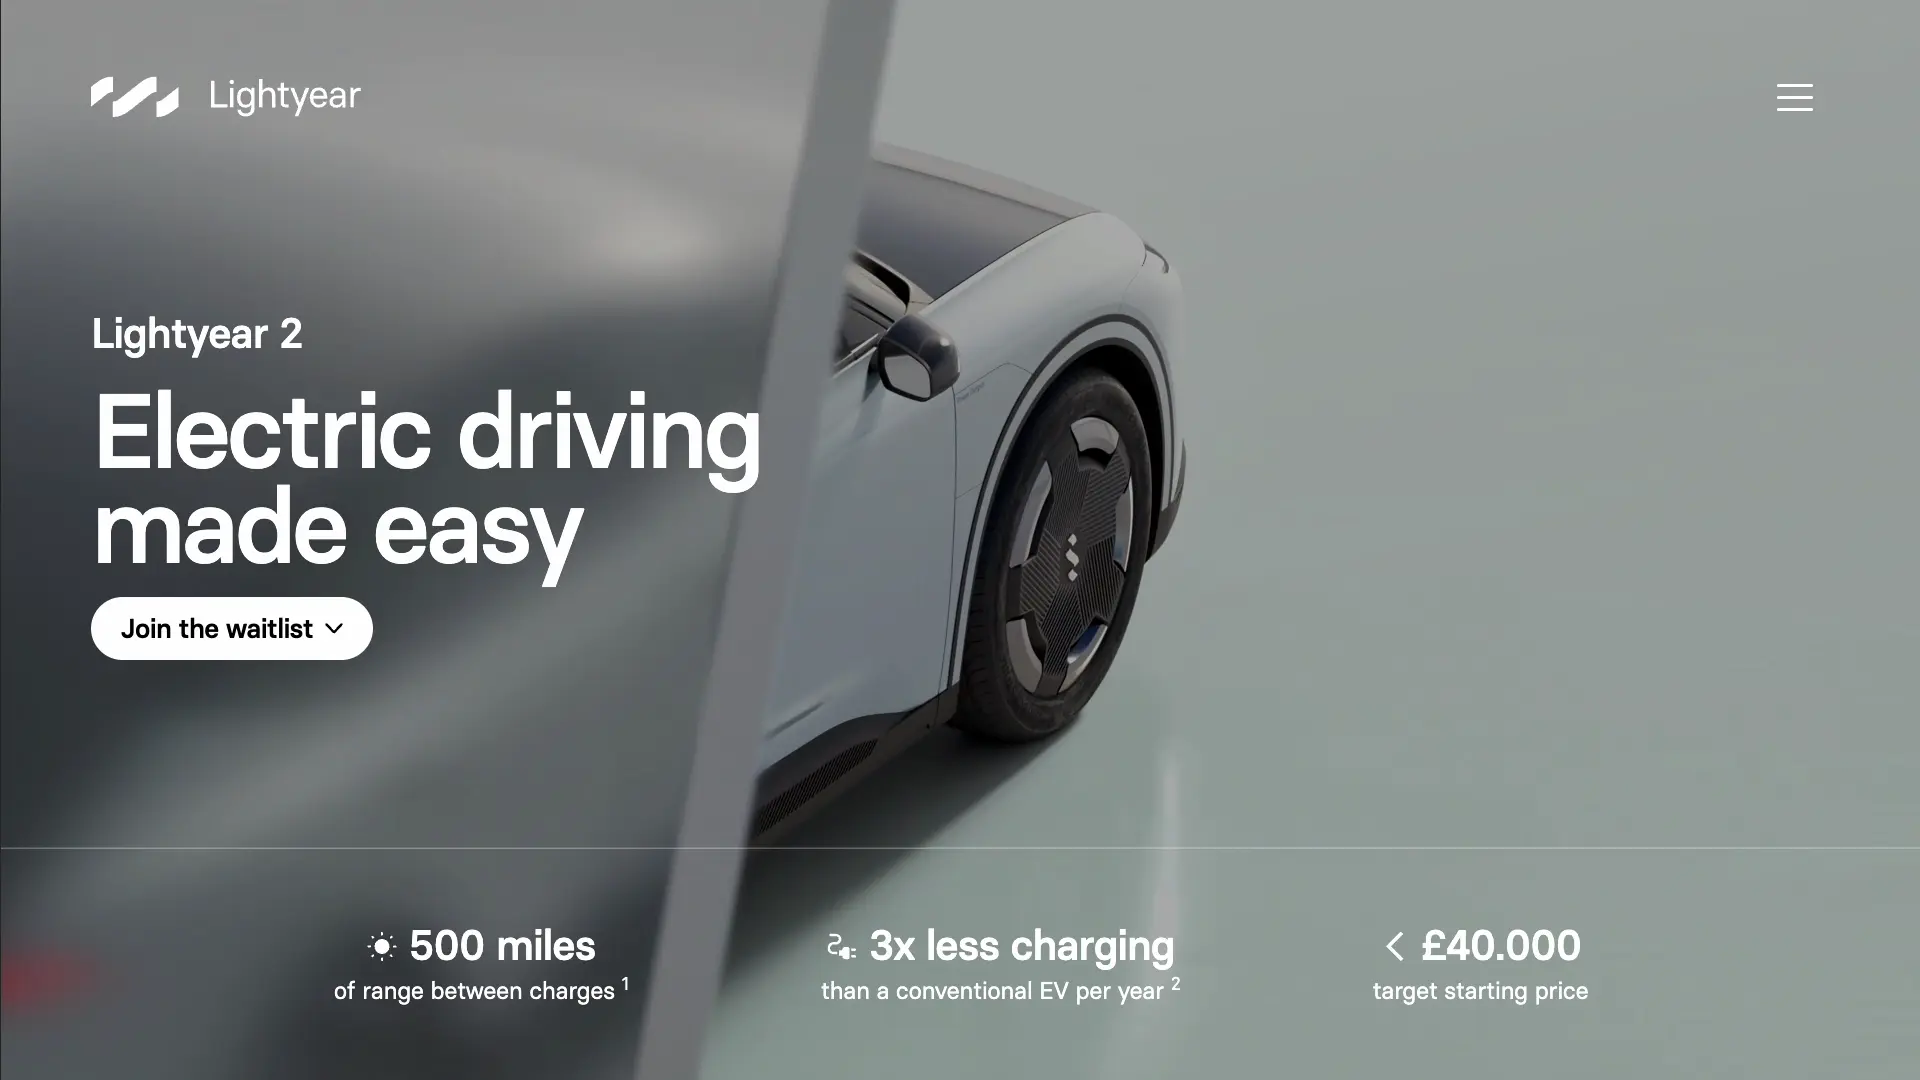 Lightyear
Lightyear 2
Electric driving
made easy
Join the waitlist
500 miles
of range between charges 1
3x less charging
than a conventional EV per year 2
< £40.000
target starting price